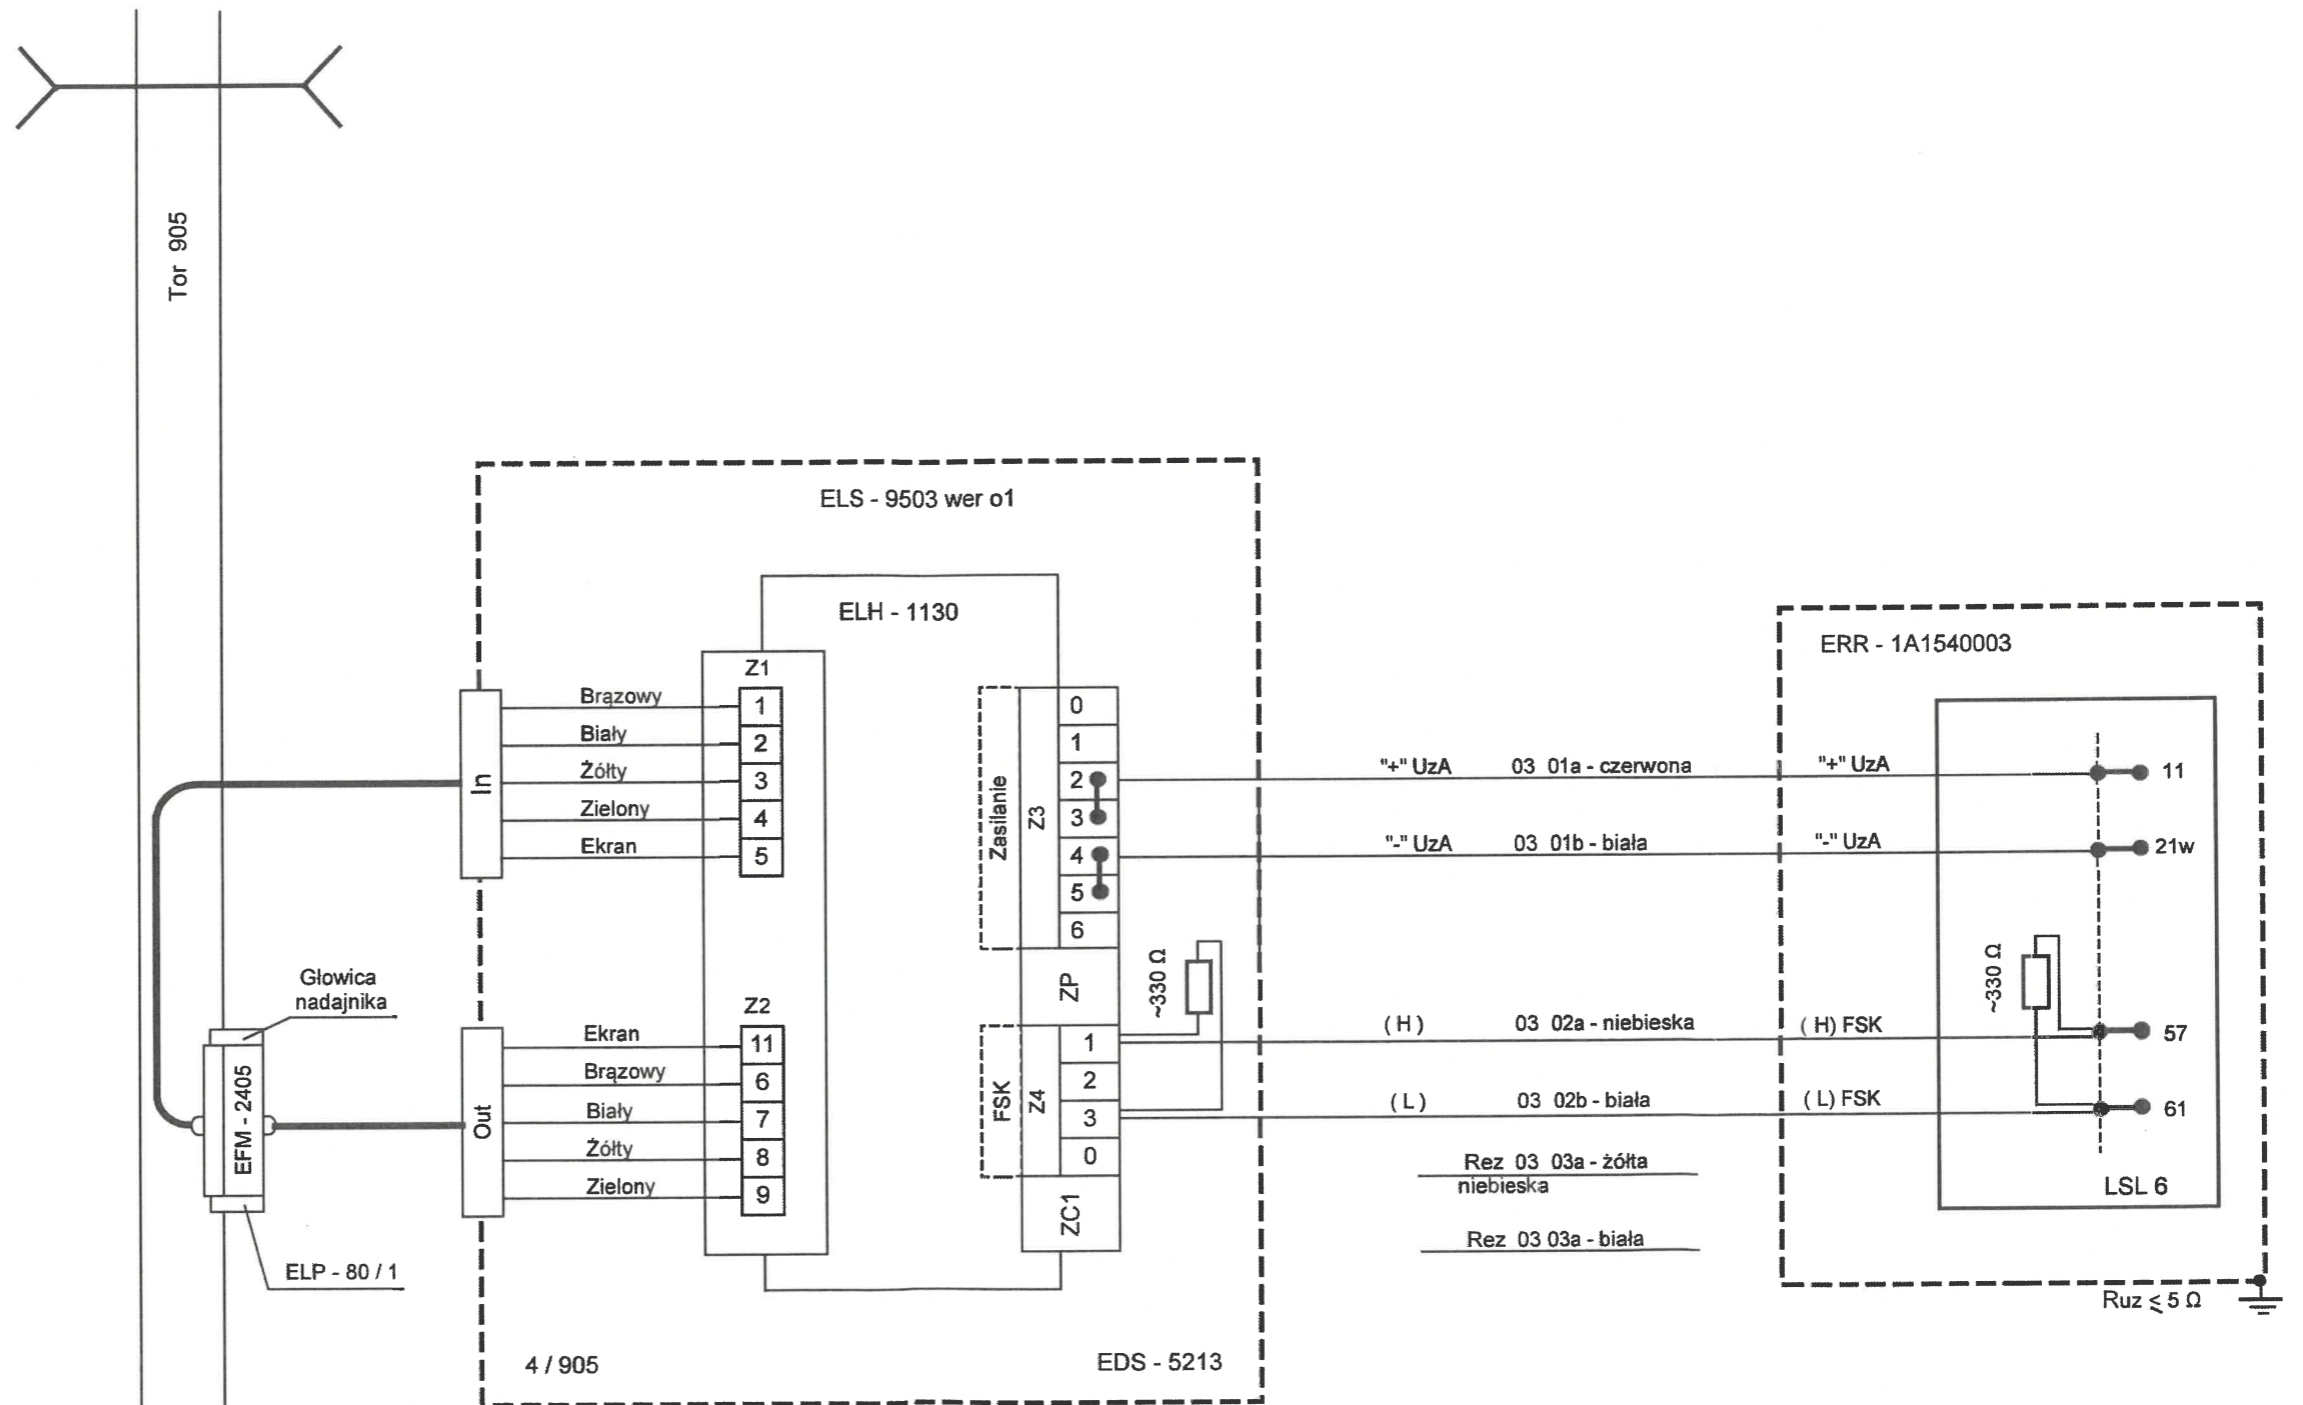 Tor 905
ELS - 9503 wer o1
ELH - 1130
In
Brązowy
Biały
Żółty
Zielony
Ekran
Z1
1
2
3
4
5
Głowica
nadajnika
EFM - 2405
ELP - 80 / 1
Out
Ekran
Brązowy
Biały
Żółty
Zielony
Z2
11
6
7
8
9
Zasilanie
Z3
0
1
2
3
4
5
6
ZP
FSK
Z4
1
2
3
0
ZC1
~330 Ω
4 / 905
EDS - 5213
"+" UzA 03 01a - czerwona "+" UzA
"-" UzA 03 01b - biała "-" UzA
( H ) 03 02a - niebieska ( H) FSK
( L ) 03 02b - biała ( L) FSK
Rez 03 03a - żółta
niebieska
Rez 03 03a - biała
ERR - 1A1540003
11
21w
~330 Ω
57
61
LSL 6
Ruz ≤ 5 Ω